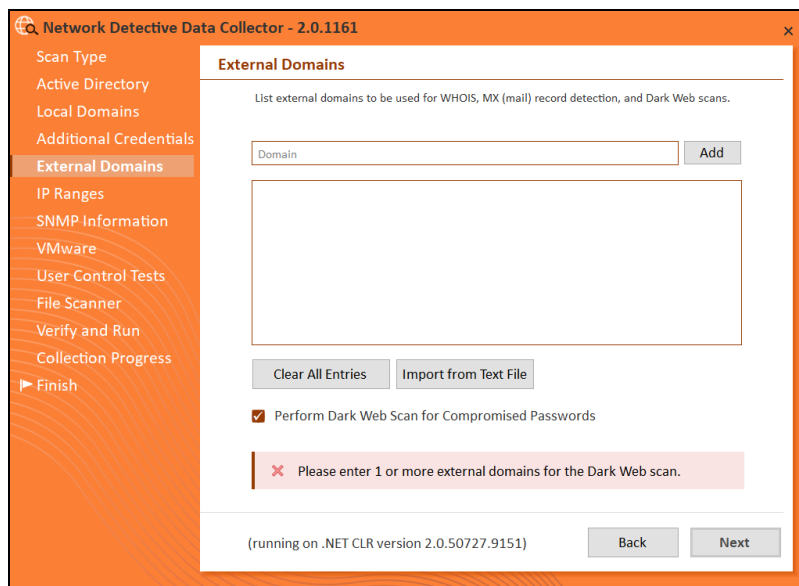 Network Detective Data Collector - 2.0.1161
×
Scan Type
Active Directory
Local Domains
Additional Credentials
External Domains
IP Ranges
SNMP Information
VMware
User Control Tests
File Scanner
Verify and Run
Collection Progress
Finish
External Domains
List external domains to be used for WHOIS, MX (mail) record detection, and Dark Web scans.
Domain
Add
Clear All Entries
Import from Text File
Perform Dark Web Scan for Compromised Passwords
Please enter 1 or more external domains for the Dark Web scan.
(running on .NET CLR version 2.0.50727.9151)
Back
Next